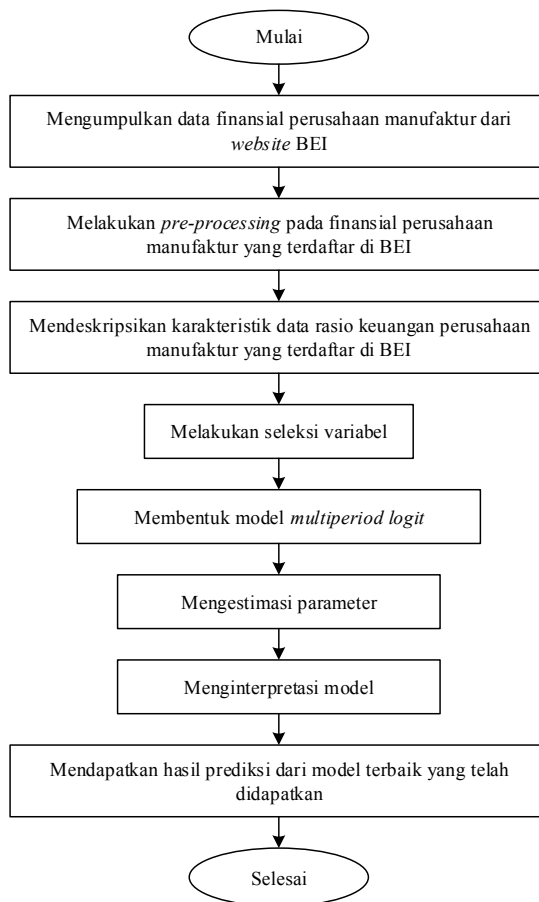 Mulai
Mengumpulkan data finansial perusahaan manufaktur dari
website BEI
Melakukan pre-processing pada finansial perusahaan
manufaktur yang terdaftar di BEI
Mendeskripsikan karakteristik data rasio keuangan perusahaan
manufaktur yang terdaftar di BEI
Melakukan seleksi variabel
Membentuk model multiperiod logit
Mengestimasi parameter
Menginterpretasi model
Mendapatkan hasil prediksi dari model terbaik yang telah
didapatkan
Selesai